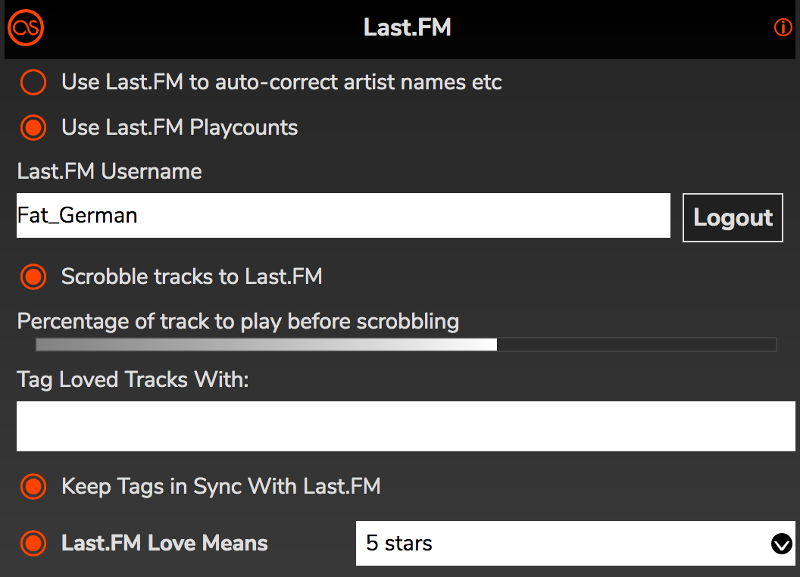 Last.FM
Use Last.FM to auto-correct artist names etc
Use Last.FM Playcounts
Last.FM Username
Fat_German
Logout
Scrobble tracks to Last.FM
Percentage of track to play before scrobbling
Tag Loved Tracks With:
Keep Tags in Sync With Last.FM
Last.FM Love Means
5 stars